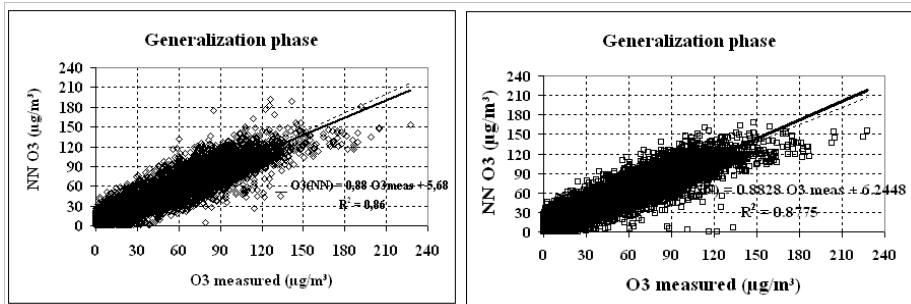 Generalization phase
240
210
180
150
120
90
60
30
0
NN O3 (µg/m³)
O3(NN) = 0,88 O3meas + 5,68
R² = 0,86
0 30 60 90 120 150 180 210 240
O3 measured (µg/m³)
Generalization phase
240
210
180
150
120
90
60
30
0
NN O3 (µg/m³)
= 0.8828 O3 meas + 6.2448
R² = 0.8775
0 30 60 90 120 150 180 210 240
O3 measured (µg/m³)